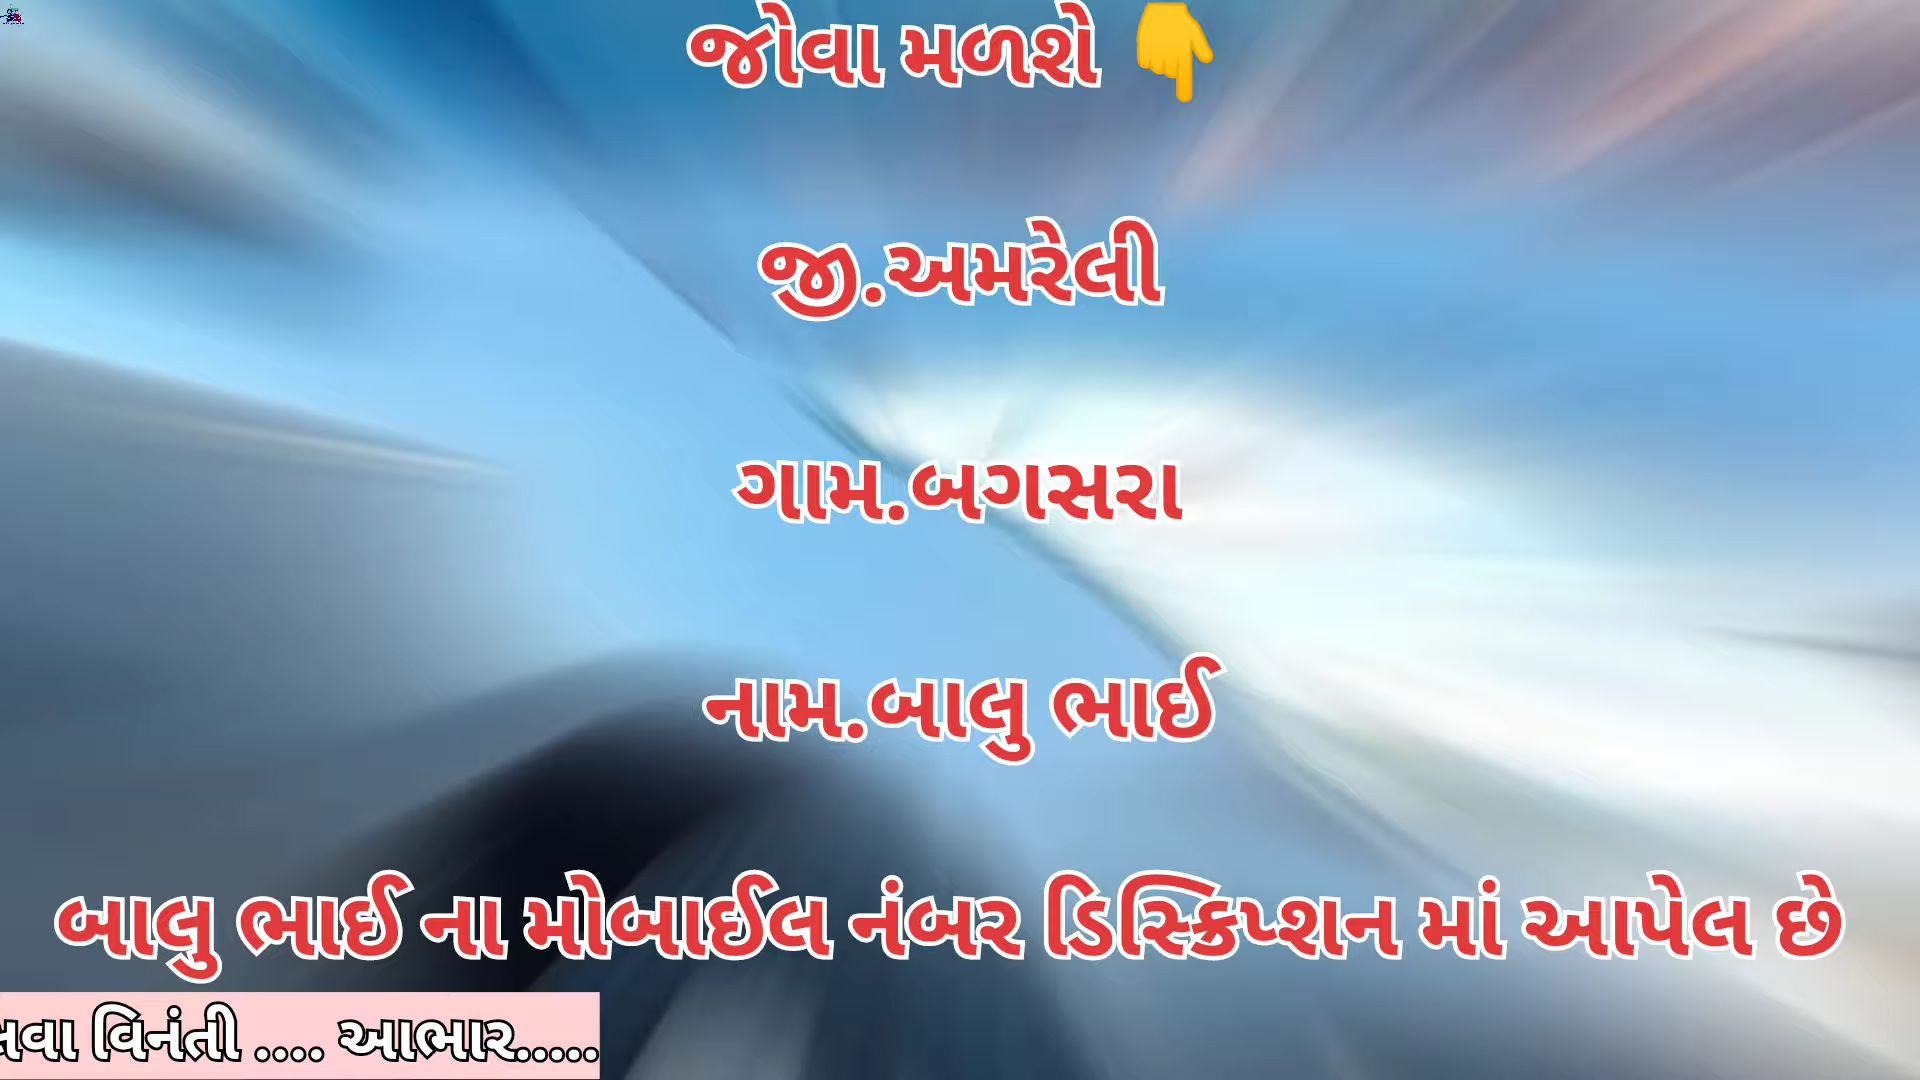 જોવા મળશે 👇
જી.અમરેલી
ગામ.બગસરા
નામ.બાલુ ભાઈ
બાલુ ભાઈ ના મોબાઈલ નંબર ડિસ્ક્રિપ્શન માં આપેલ છે
વિનંતી .... આભાર.....